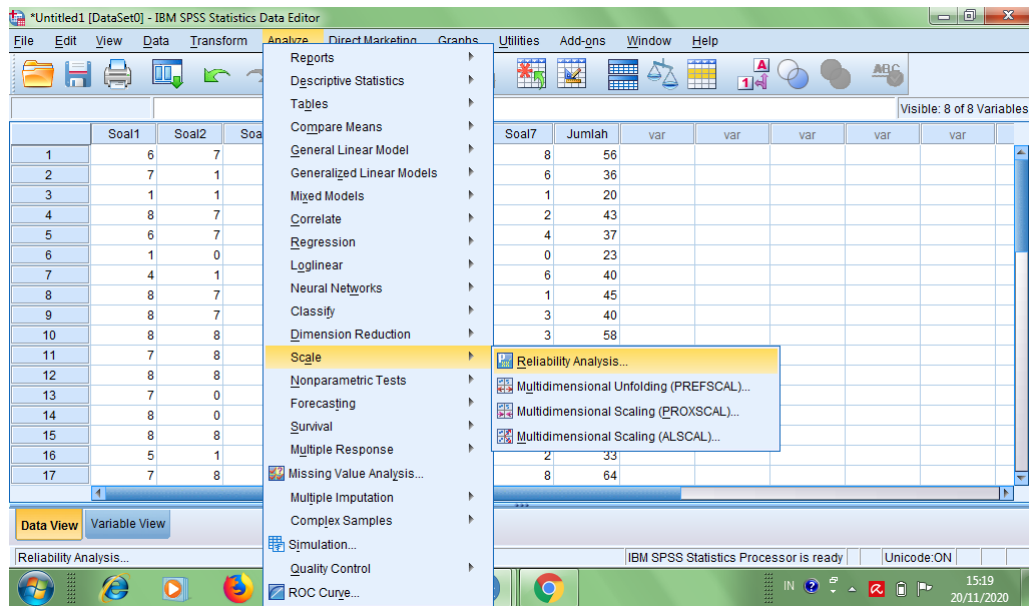 *Untitled1 [DataSet0] - IBM SPSS Statistics Data Editor
File Edit View Data Transform Analyze Direct Marketing Graphs Utilities Add-ons Window Help
Visible: 8 of 8 Variables
Soal1 Soal2 Soa Soal7 Jumlah var var var var var
1 6 7 8 56
2 7 1 6 36
3 1 1 1 20
4 8 7 2 43
5 6 7 4 37
6 1 0 0 23
7 4 1 6 40
8 8 7 1 45
9 8 7 3 40
10 8 8 3 58
11 7 8
12 8 8
13 7 0
14 8 0
15 8 8
16 5 1 2 33
17 7 8 8 64
Reports
Descriptive Statistics
Tables
Compare Means
General Linear Model
Generalized Linear Models
Mixed Models
Correlate
Regression
Loglinear
Neural Networks
Classify
Dimension Reduction
Scale
Nonparametric Tests
Forecasting
Survival
Multiple Response
Missing Value Analysis...
Multiple Imputation
Complex Samples
Simulation...
Quality Control
ROC Curve...
Reliability Analysis...
Multidimensional Unfolding (PREFSCAL)...
Multidimensional Scaling (PROXSCAL)...
Multidimensional Scaling (ALSCAL)...
Data View Variable View
Reliability Analysis... IBM SPSS Statistics Processor is ready Unicode:ON
IN 15:19
20/11/2020